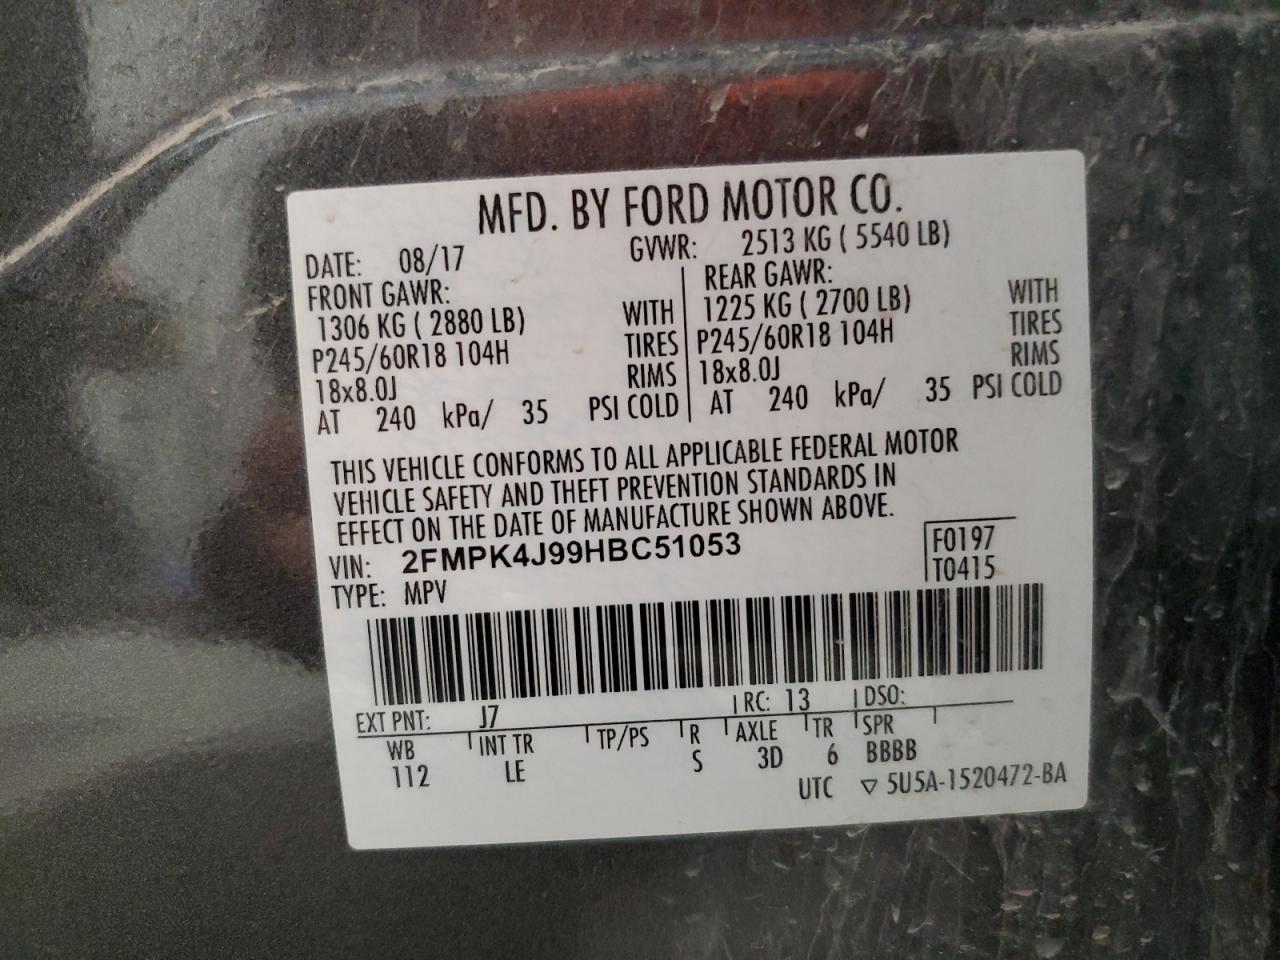 MFD. BY FORD MOTOR CO.
DATE: 08/17 GVWR: 2513 KG ( 5540 LB)
FRONT GAWR: REAR GAWR:
1306 KG ( 2880 LB) WITH 1225 KG ( 2700 LB) WITH
P245/60R18 104H TIRES P245/60R18 104H TIRES
18x8.0J RIMS 18x8.0J RIMS
AT 240 kPa/ 35 PSI COLD AT 240 kPa/ 35 PSI COLD
THIS VEHICLE CONFORMS TO ALL APPLICABLE FEDERAL MOTOR
VEHICLE SAFETY AND THEFT PREVENTION STANDARDS IN
EFFECT ON THE DATE OF MANUFACTURE SHOWN ABOVE.
VIN: 2FMPK4J99HBC51053 F0197
TYPE: MPV T0415
EXT PNT: J7 RC: 13 DSO:
WB INT TR TP/PS R AXLE TR SPR
112 LE S 3D 6 BBBB
UTC ▽ 5U5A-1520472-BA